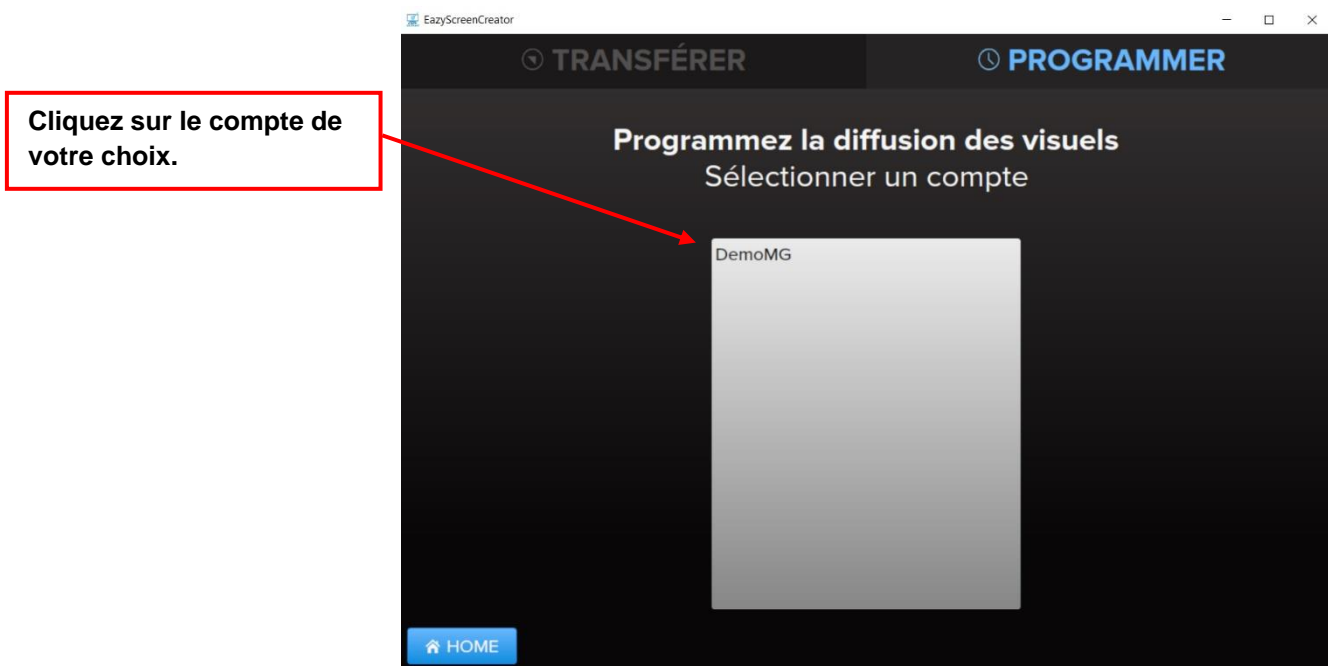 EazyScreenCreator
TRANSFÉRER
PROGRAMMER
Cliquez sur le compte de
votre choix.
Programmez la diffusion des visuels
Sélectionner un compte
DemoMG
HOME